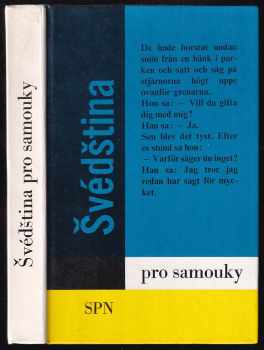 Švédština pro samouky
Švédština
De hade borstat undan
snön från en bänk i par-
ken och satt och såg på
stjärnorna högt uppe
ovanför grenarna.
Hon sa: — Vill du gifta
dig med mig?
Han sa: — Ja.
Sen blev det tyst. Efter
en stund sa hon:
— Varför säger du inget?
Han sa: Jag tror jag
redan har sagt för myc-
ket.
pro samouky
SPN